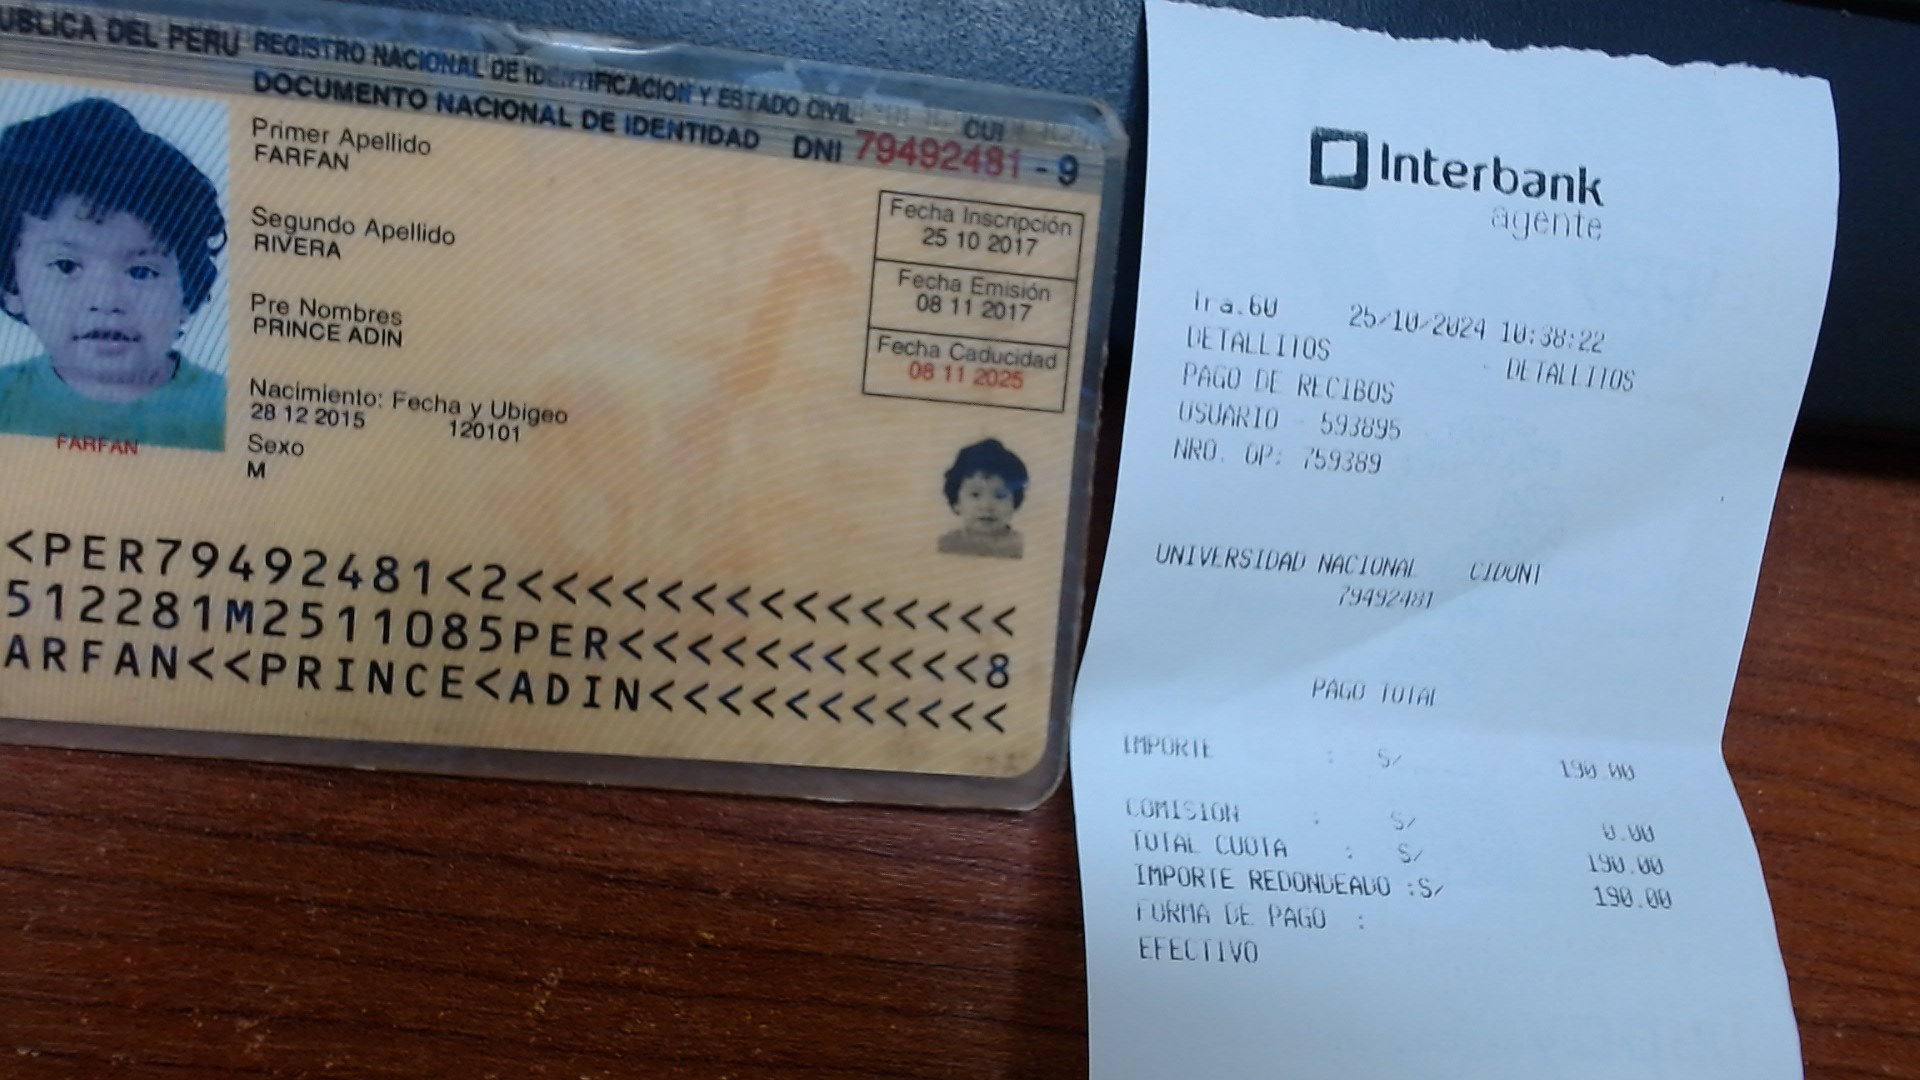 UBLICA DEL PERU REGISTRO NACIONAL DE IDENTIFICACION Y ESTADO CIVIL
DOCUMENTO NACIONAL DE IDENTIDAD DNI 79492481 - 9
CUI
Primer Apellido
FARFAN
Segundo Apellido
RIVERA
Pre Nombres
PRINCE ADIN
Nacimiento: Fecha y Ubigeo
28 12 2015 120101
Sexo
M
FARFAN
Fecha Inscripción
25 10 2017
Fecha Emisión
08 11 2017
Fecha Caducidad
08 11 2025
<PER79492481<2<<<<<<<<<<<<<<<
512281M2511085PER<<<<<<<<<<<8
ARFAN<<PRINCE<ADIN<<<<<<<<<<<
Interbank
agente
25/10/2024 10:38:22
DETALLITOS DETALLITOS
PAGO DE RECIBOS
USUARIO 593895
NRO. OP: 759389
UNIVERSIDAD NACIONAL CIDUNI
79492481
PAGO TOTAL
IMPORTE : S/ 190.00
COMISION : S/ 0.00
TOTAL CUOTA : S/ 190.00
IMPORTE REDONDEADO :S/ 190.00
FORMA DE PAGO :
EFECTIVO